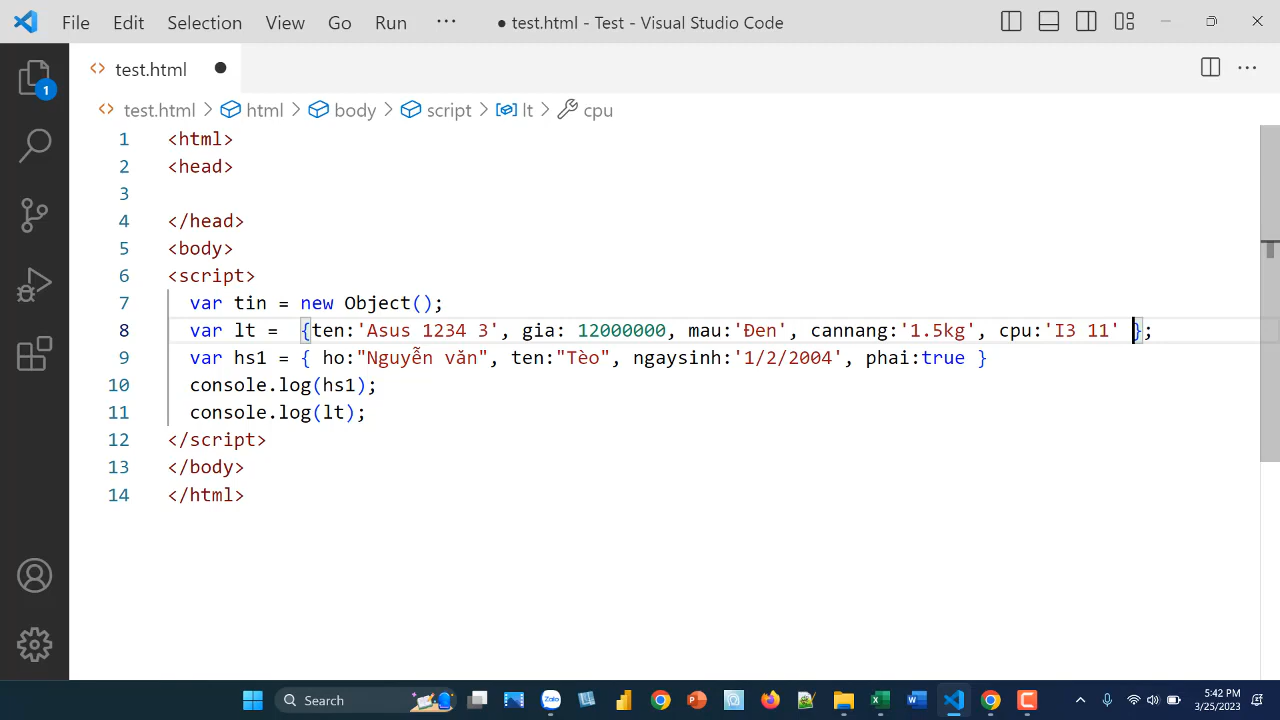 File Edit Selection View Go Run ··· ● test.html - Test - Visual Studio Code
<> test.html ●
1
<> test.html > html > body > script > lt > cpu
1 <html>
2 <head>
3
4 </head>
5 <body>
6 <script>
7 var tin = new Object();
8 var lt =  {ten:'Asus 1234 3', gia: 12000000, mau:'Đen', cannang:'1.5kg', cpu:'I3 11' };
9 var hs1 = { ho:"Nguyễn văn", ten:"Tèo", ngaysinh:'1/2/2004', phai:true }
10 console.log(hs1);
11 console.log(lt);
12 </script>
13 </body>
14 </html>
Search
Zalo
5:42 PM
3/25/2023